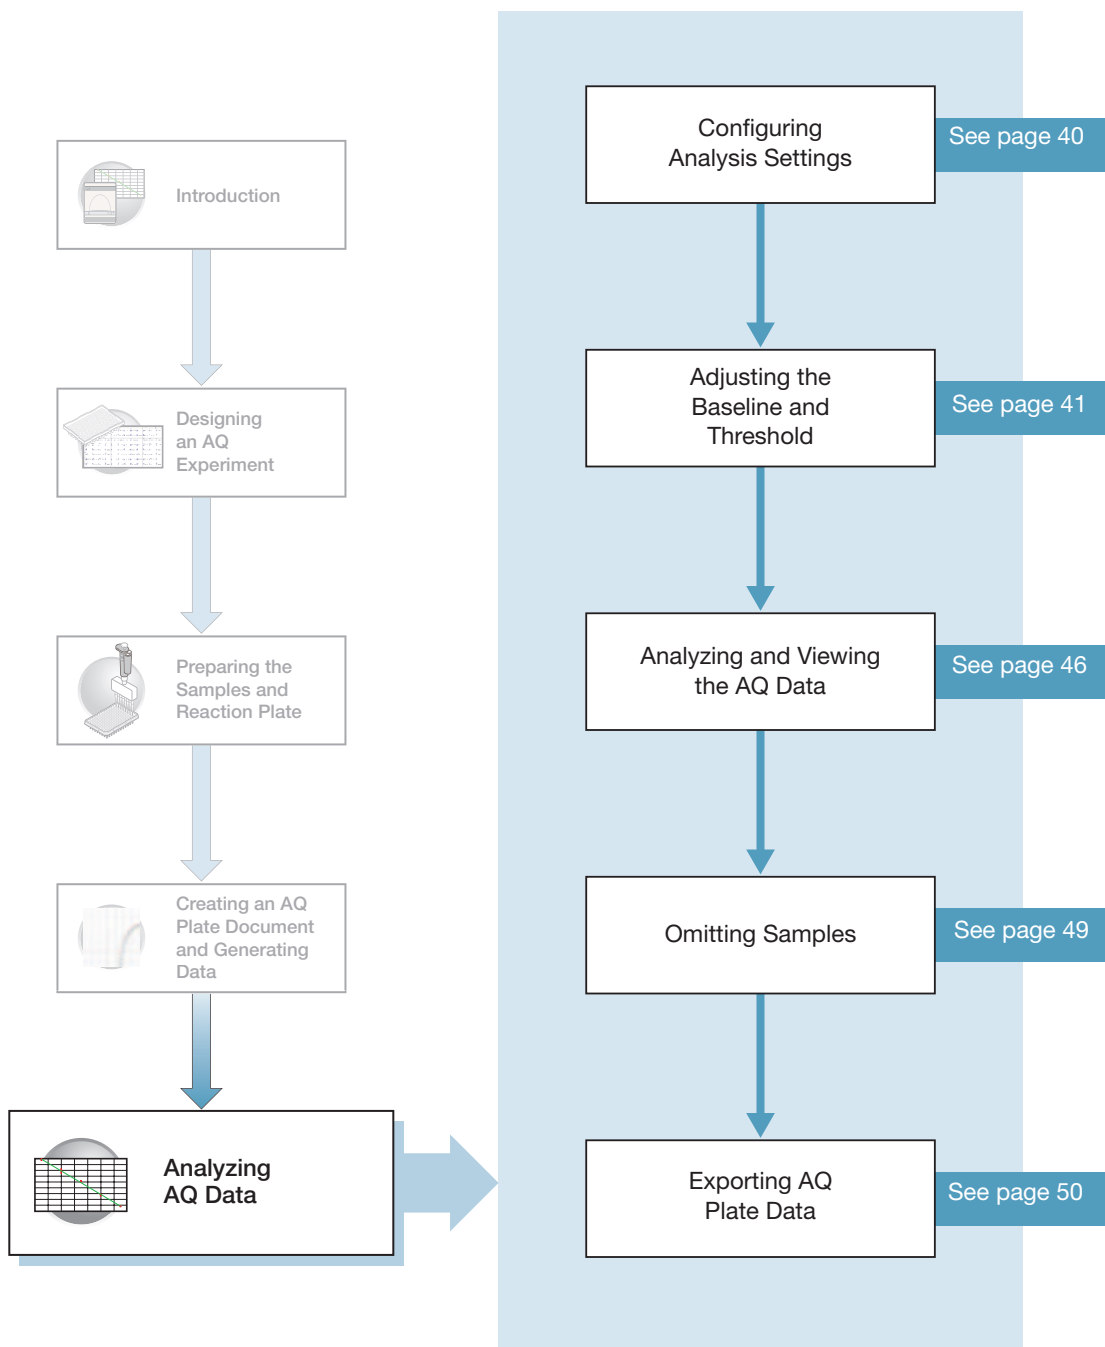 Introduction
Designing
an AQ
Experiment
Preparing the
Samples and
Reaction Plate
Creating an AQ
Plate Document
and Generating
Data
Analyzing
AQ Data
Configuring
Analysis Settings
See page 40
Adjusting the
Baseline and
Threshold
See page 41
Analyzing and Viewing
the AQ Data
See page 46
Omitting Samples
See page 49
Exporting AQ
Plate Data
See page 50